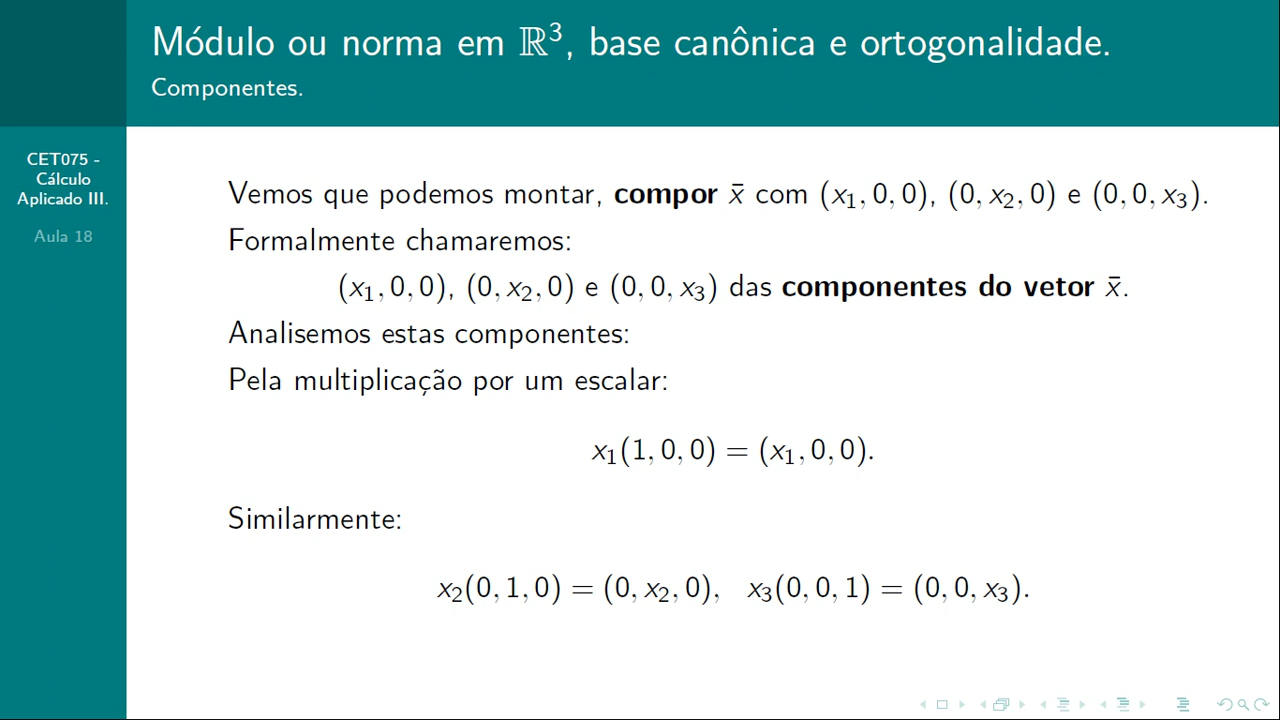 Módulo ou norma em ℝ³, base canônica e ortogonalidade.
Componentes.
CET075 -
Cálculo
Aplicado III.
Aula 18
Vemos que podemos montar, compor x̄ com (x₁, 0, 0), (0, x₂, 0) e (0, 0, x₃).
Formalmente chamaremos:
(x₁, 0, 0), (0, x₂, 0) e (0, 0, x₃) das componentes do vetor x̄.
Analisemos estas componentes:
Pela multiplicação por um escalar:
x₁(1, 0, 0) = (x₁, 0, 0).
Similarmente:
x₂(0, 1, 0) = (0, x₂, 0), x₃(0, 0, 1) = (0, 0, x₃).